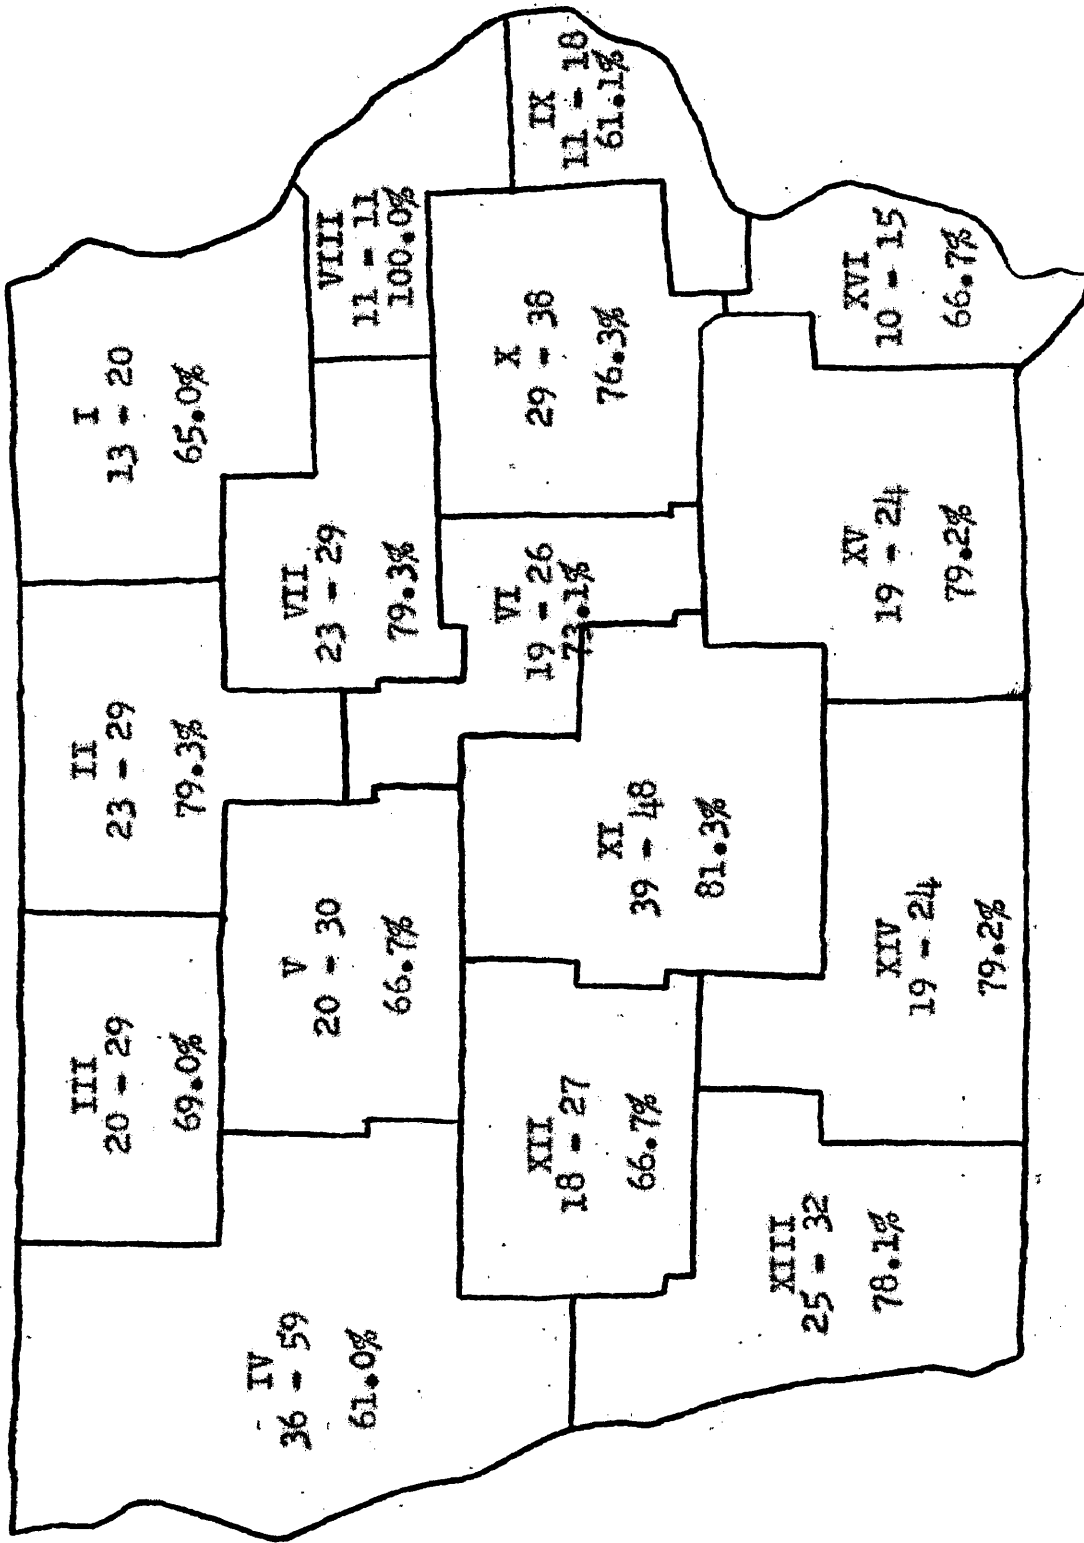 I
13 - 20
65.0%
II
23 - 29
79.3%
III
20 - 29
69.0%
IV
36 - 59
61.0%
V
20 - 30
66.7%
VI
19 - 26
73.1%
VII
23 - 29
79.3%
VIII
11 - 11
100.0%
IX
11 - 18
61.1%
X
29 - 38
76.3%
XI
39 - 48
81.3%
XII
18 - 27
66.7%
XIII
25 - 32
78.1%
XIV
19 - 24
79.2%
XV
19 - 24
79.2%
XVI
10 - 15
66.7%